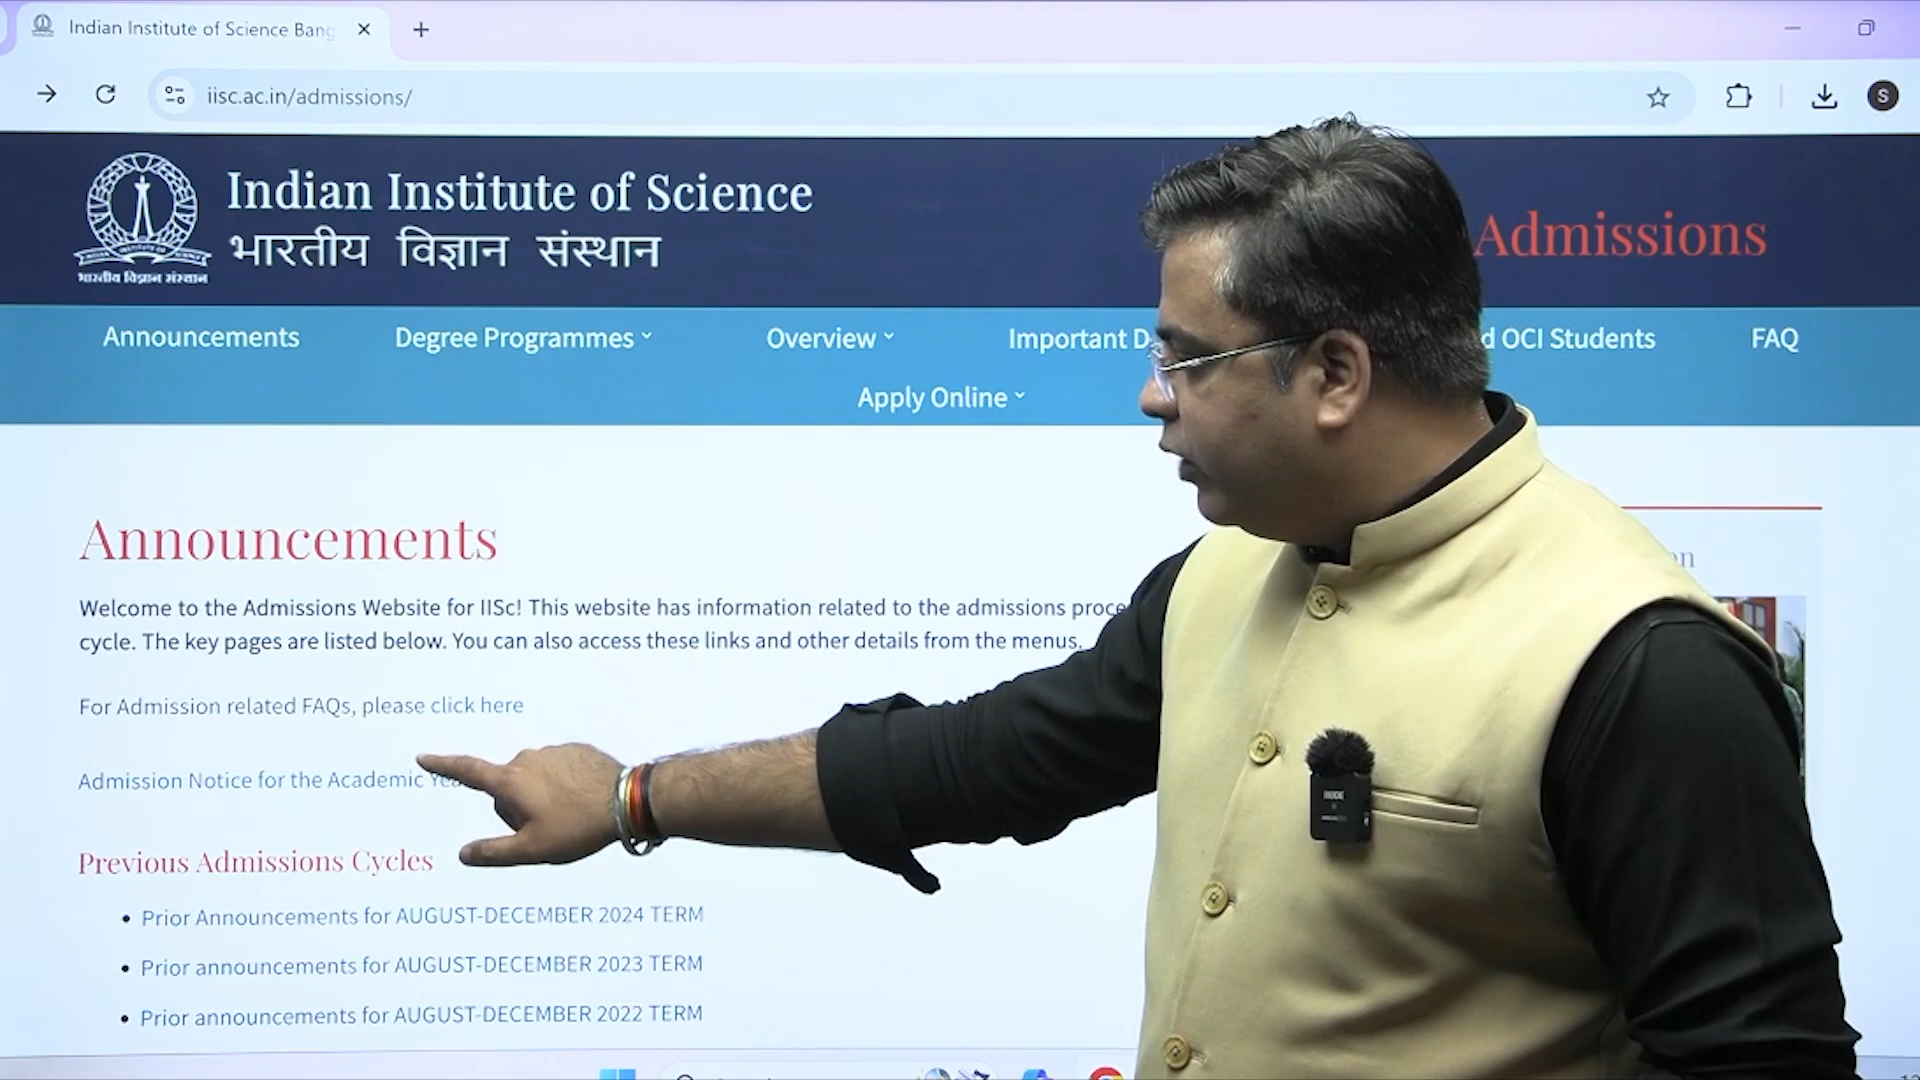 Indian Institute of Science Bang
iisc.ac.in/admissions/
S
Indian Institute of Science
भारतीय विज्ञान संस्थान
भारतीय विज्ञान संस्थान
Admissions
Announcements
Degree Programmes
Overview
Important D
d OCI Students
FAQ
Apply Online
Announcements
on
Welcome to the Admissions Website for IISc! This website has information related to the admissions proce
cycle. The key pages are listed below. You can also access these links and other details from the menus.
For Admission related FAQs, please click here
Admission Notice for the Academic Yea
Previous Admissions Cycles
Prior Announcements for AUGUST-DECEMBER 2024 TERM
Prior announcements for AUGUST-DECEMBER 2023 TERM
Prior announcements for AUGUST-DECEMBER 2022 TERM
RODE